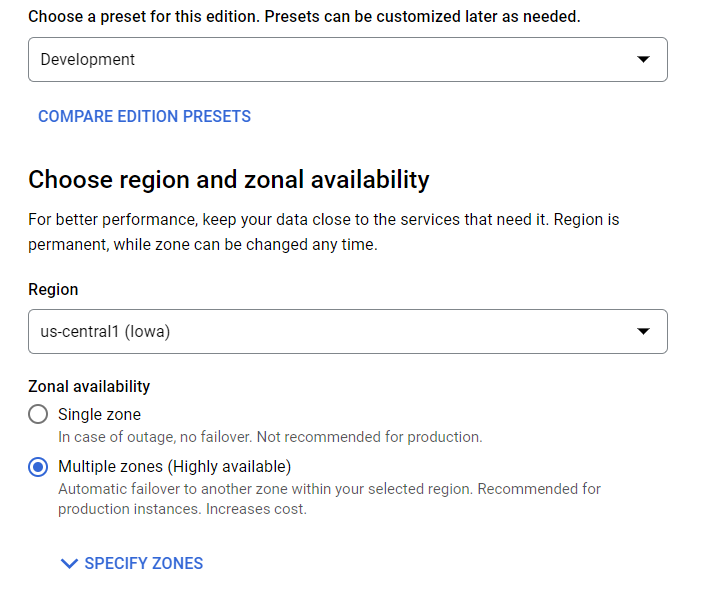 Choose a preset for this edition. Presets can be customized later as needed.
Development
COMPARE EDITION PRESETS
Choose region and zonal availability
For better performance, keep your data close to the services that need it. Region is
permanent, while zone can be changed any time.
Region
us-central1 (Iowa)
Zonal availability
Single zone
In case of outage, no failover. Not recommended for production.
Multiple zones (Highly available)
Automatic failover to another zone within your selected region. Recommended for
production instances. Increases cost.
SPECIFY ZONES